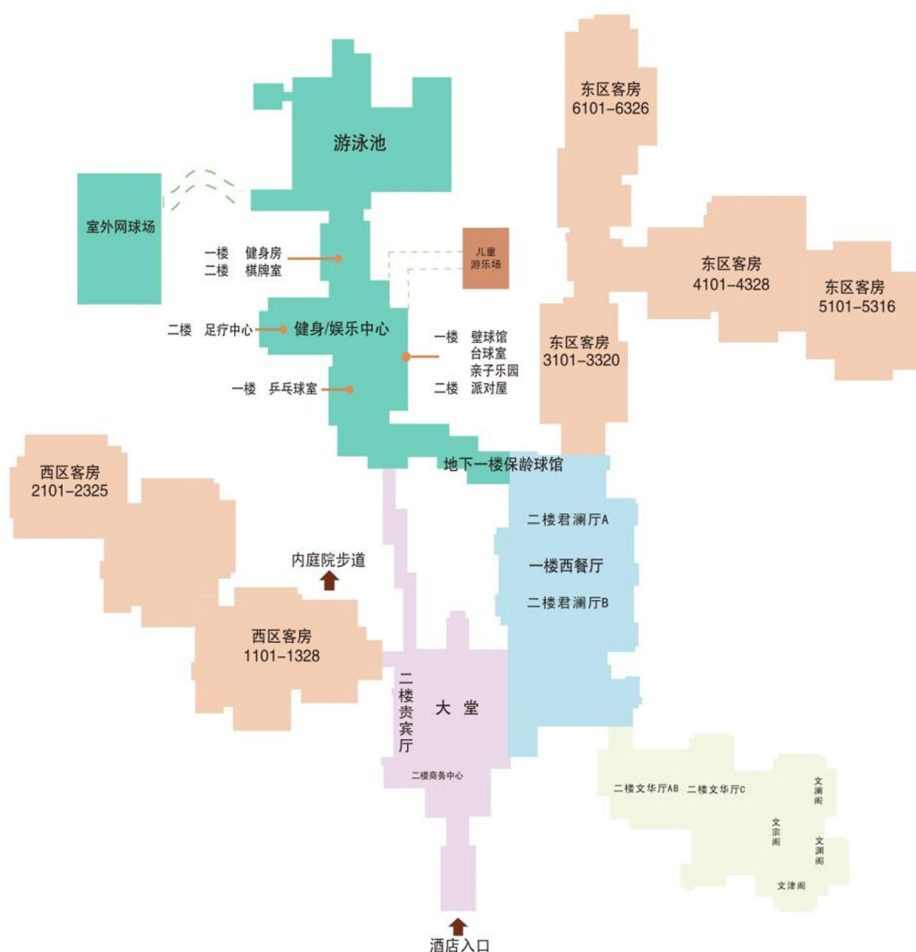 东区客房
6101-6326
游泳池
室外网球场
一楼 健身房
二楼 棋牌室
儿童
游乐场
东区客房
4101-4328
东区客房
5101-5316
二楼 足疗中心
健身/娱乐中心
一楼 壁球馆
台球室
亲子乐园
二楼 派对屋
东区客房
3101-3320
一楼 乒乓球室
地下一楼保龄球馆
西区客房
2101-2325
二楼君澜厅A
内庭院步道
一楼西餐厅
二楼君澜厅B
西区客房
1101-1328
二楼贵宾厅
大堂
二楼商务中心
二楼文华厅AB
二楼文华厅C
文澜阁
文宗阁
文渊阁
文津阁
酒店入口